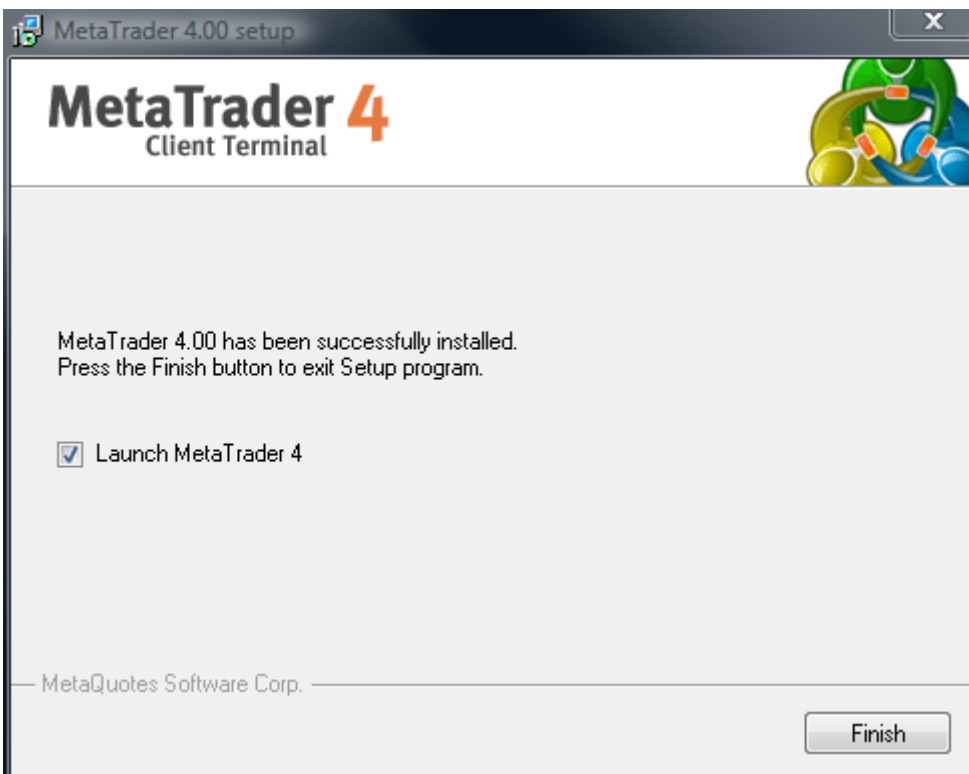 MetaTrader 4.00 setup
X
MetaTrader 4
Client Terminal
MetaTrader 4.00 has been successfully installed.
Press the Finish button to exit Setup program.
Launch MetaTrader 4
MetaQuotes Software Corp.
Finish